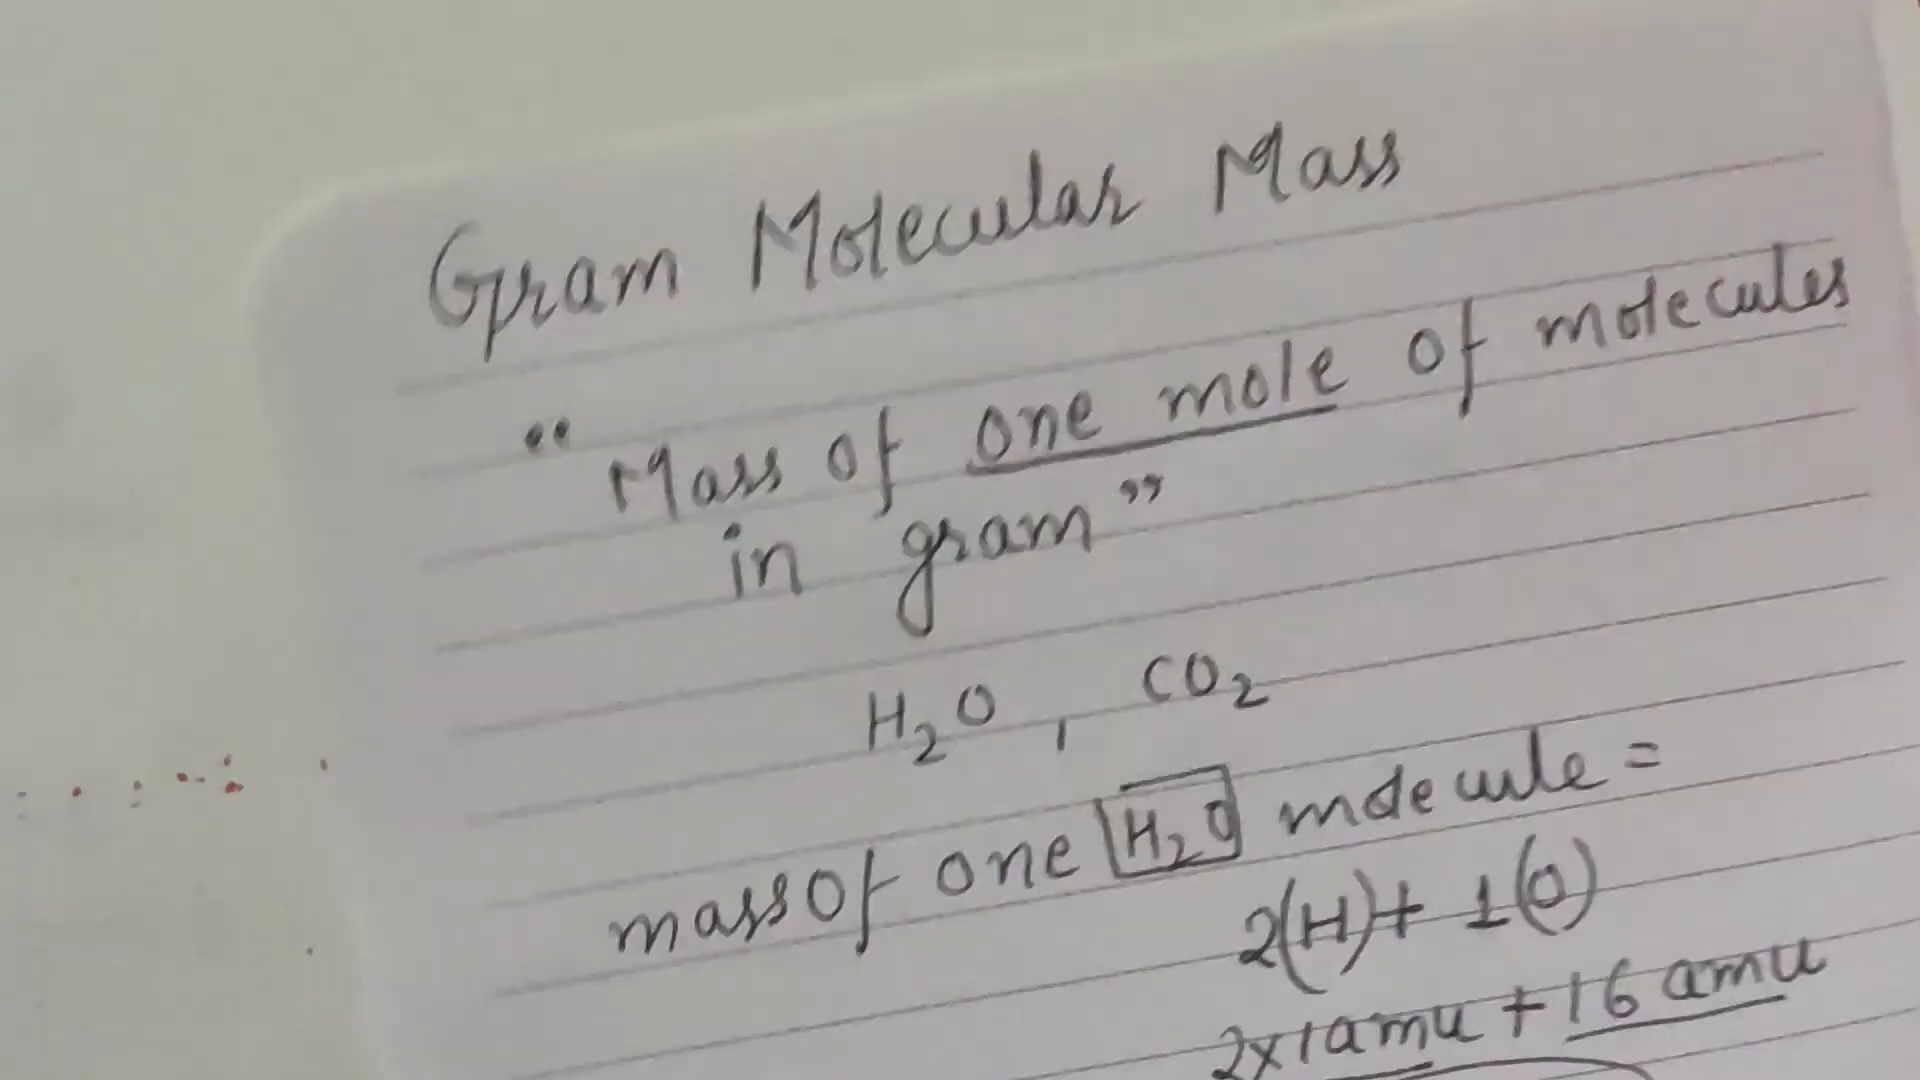 Gram Molecular Mass
“Mass of one mole of molecules
in gram”
H₂O , CO₂
mass of one H₂O molecule =
2(H)+ 1(O)
2x1amu + 16 amu